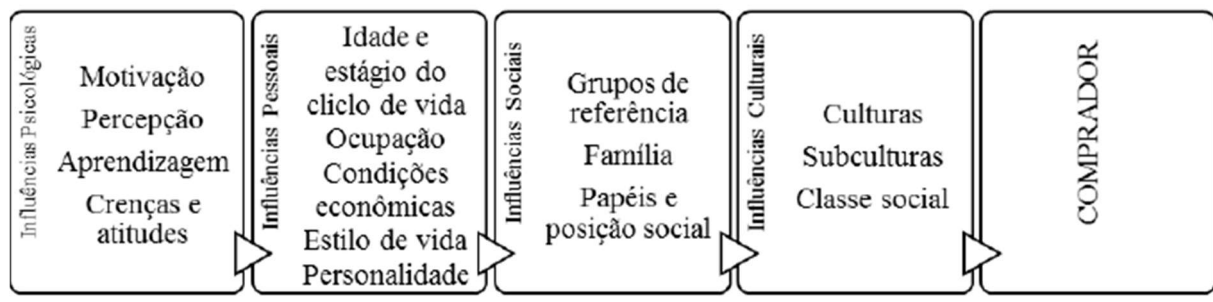 Influências Psicológicas
Motivação
Percepção
Aprendizagem
Crenças e
atitudes
Influências Pessoais
Idade e
estágio do
cliclo de vida
Ocupação
Condições
econômicas
Estilo de vida
Personalidade
Influências Sociais
Grupos de
referência
Família
Papéis e
posição social
Influências Culturais
Culturas
Subculturas
Classe social
COMPRADOR